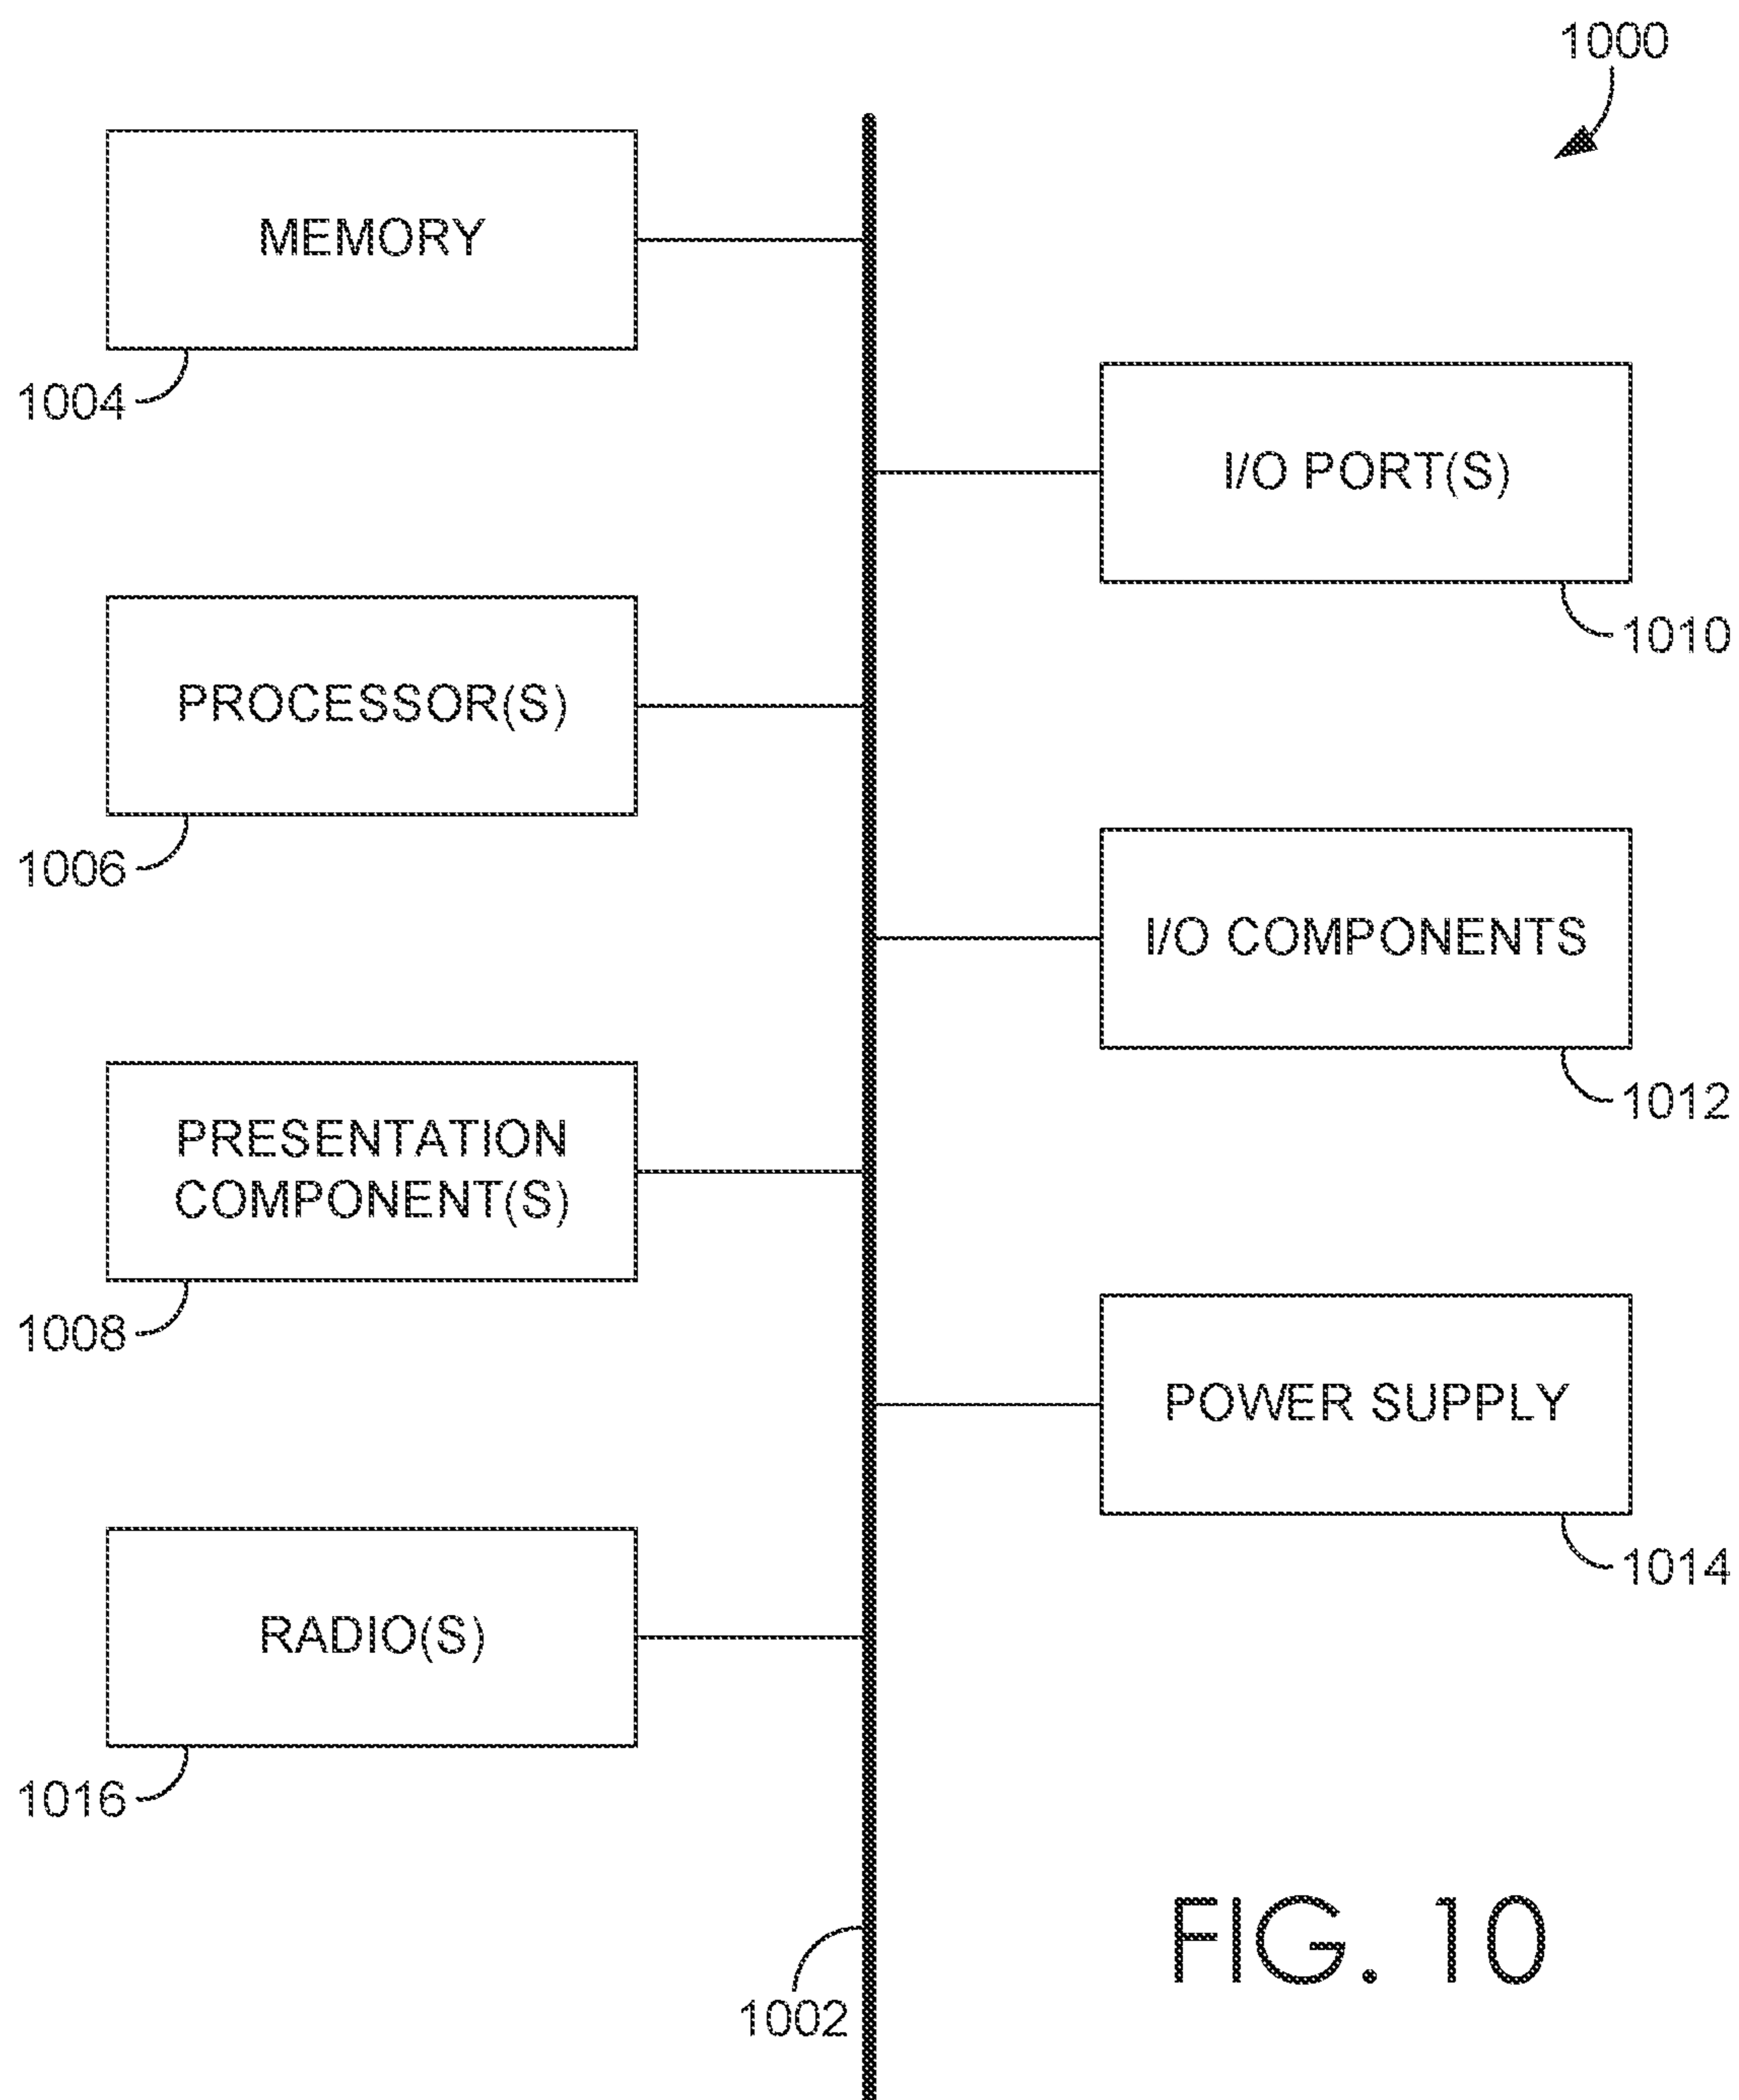 1000
MEMORY
1004
I/O PORT(S)
1010
PROCESSOR(S)
1006
I/O COMPONENTS
1012
PRESENTATION
COMPONENT(S)
1008
POWER SUPPLY
1014
RADIO(S)
1016
1002
FIG. 10